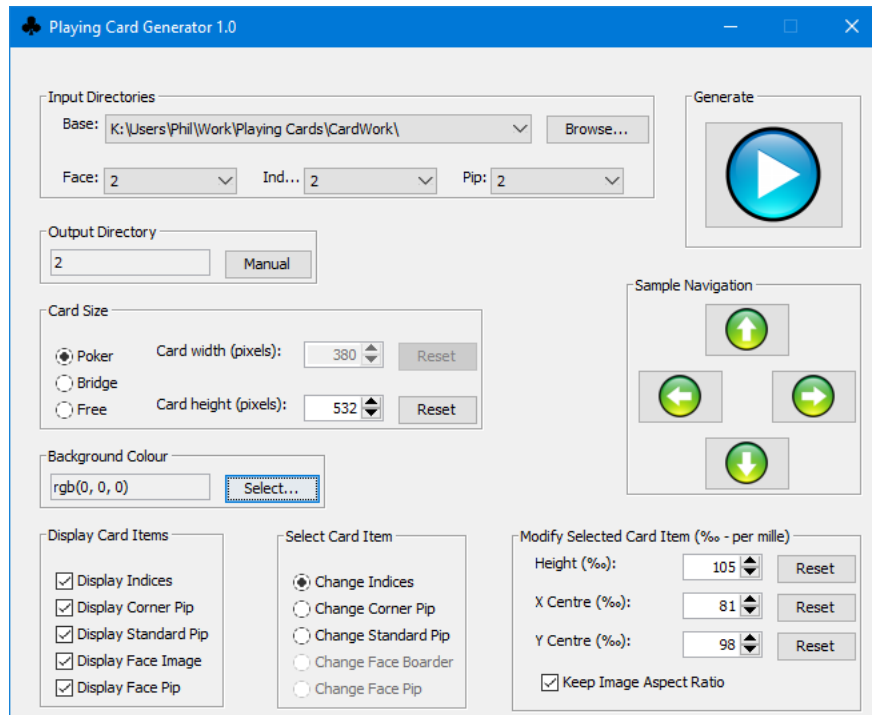 Playing Card Generator 1.0
Input Directories
Base: K:\Users\Phil\Work\Playing Cards\CardWork\ Browse...
Face: 2 Ind... 2 Pip: 2
Generate
Output Directory
2 Manual
Card Size
Poker
Bridge
Free
Card width (pixels): 380 Reset
Card height (pixels): 532 Reset
Sample Navigation
Background Colour
rgb(0, 0, 0) Select...
Display Card Items
Display Indices
Display Corner Pip
Display Standard Pip
Display Face Image
Display Face Pip
Select Card Item
Change Indices
Change Corner Pip
Change Standard Pip
Change Face Boarder
Change Face Pip
Modify Selected Card Item (‰ - per mille)
Height (‰): 105 Reset
X Centre (‰): 81 Reset
Y Centre (‰): 98 Reset
Keep Image Aspect Ratio